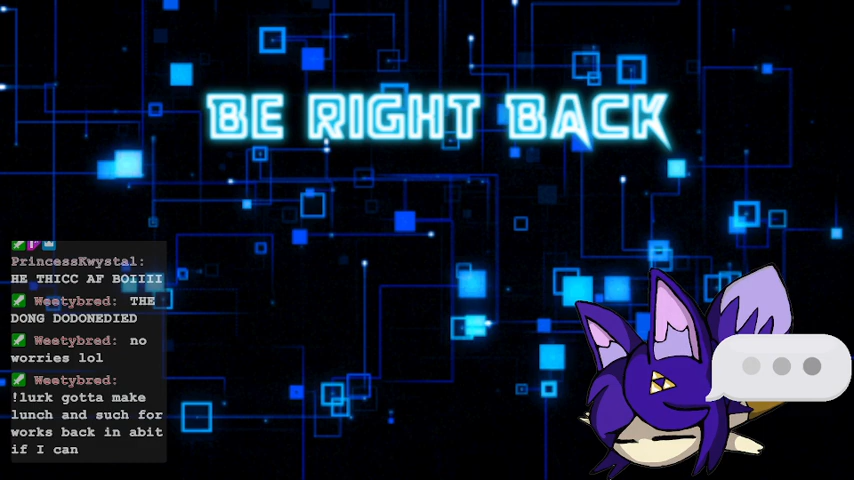 BE RIGHT BACK
PrincessKwystal:
HE THICC AF BOIIII
Weetybred: THE
DONG DODONEDIED
Weetybred: no
worries lol
Weetybred:
!lurk gotta make
lunch and such for
works back in abit
if I can